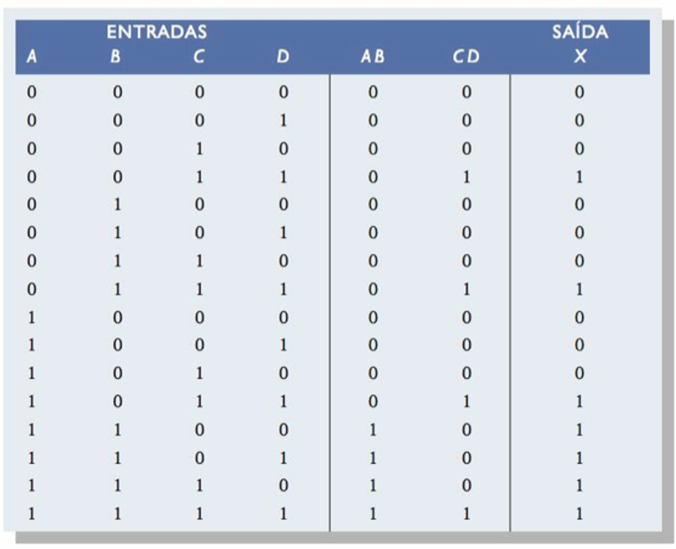 ENTRADAS SAÍDA
A B C D AB CD X
0 0 0 0 0 0 0
0 0 0 1 0 0 0
0 0 1 0 0 0 0
0 0 1 1 0 1 1
0 1 0 0 0 0 0
0 1 0 1 0 0 0
0 1 1 0 0 0 0
0 1 1 1 0 1 1
1 0 0 0 0 0 0
1 0 0 1 0 0 0
1 0 1 0 0 0 0
1 0 1 1 0 1 1
1 1 0 0 1 0 1
1 1 0 1 1 0 1
1 1 1 0 1 0 1
1 1 1 1 1 1 1